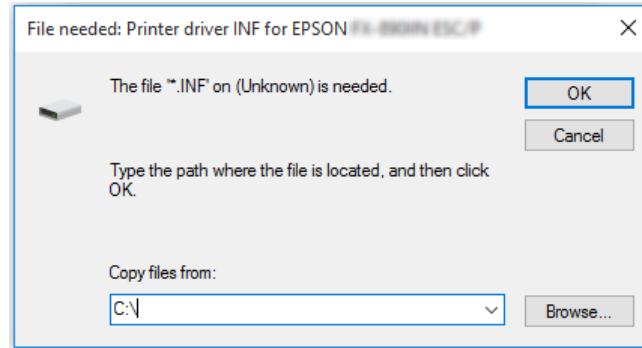 File needed: Printer driver INF for EPSON
The file '*.INF' on (Unknown) is needed.
OK
Cancel
Type the path where the file is located, and then click
OK.
Copy files from:
C:\
Browse...